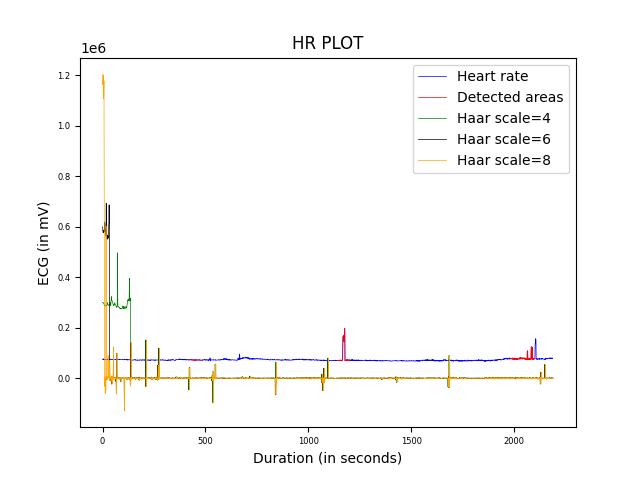 HR PLOT
1e6
Heart rate
Detected areas
Haar scale=4
Haar scale=6
Haar scale=8
1.2
1.0
0.8
0.6
0.4
0.2
0.0
ECG (in mV)
0 500 1000 1500 2000
Duration (in seconds)